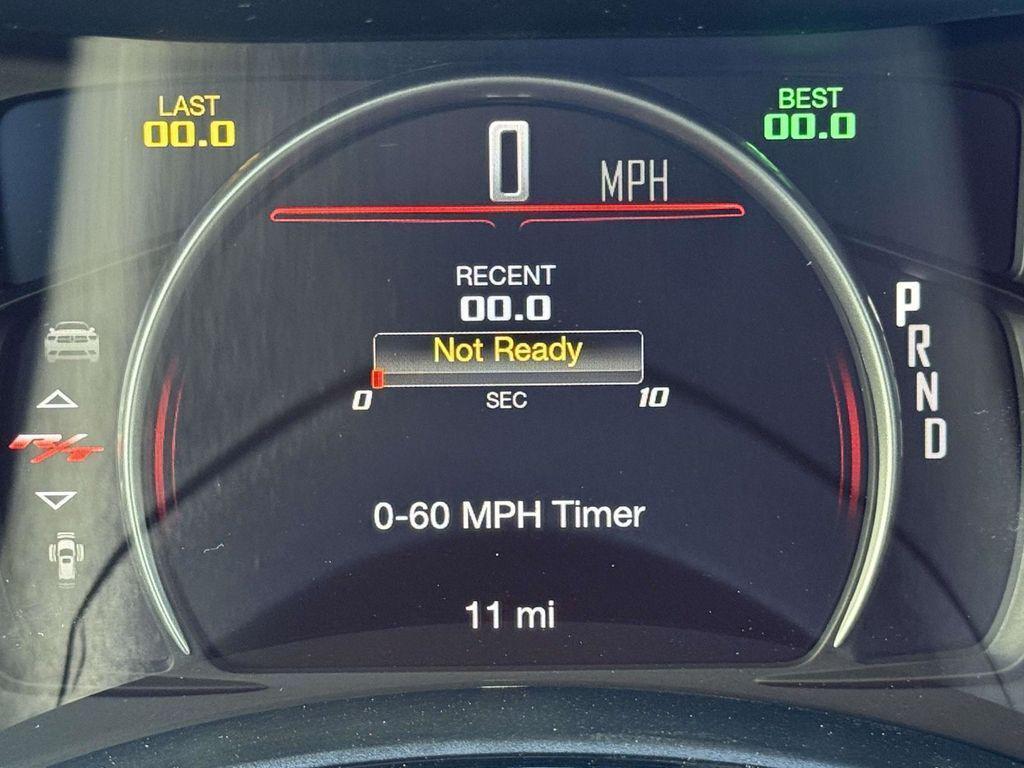 LAST
00.0
BEST
00.0
0 MPH
RECENT
00.0
Not Ready
0 SEC 10
R/T
P
R
N
D
0-60 MPH Timer
11 mi